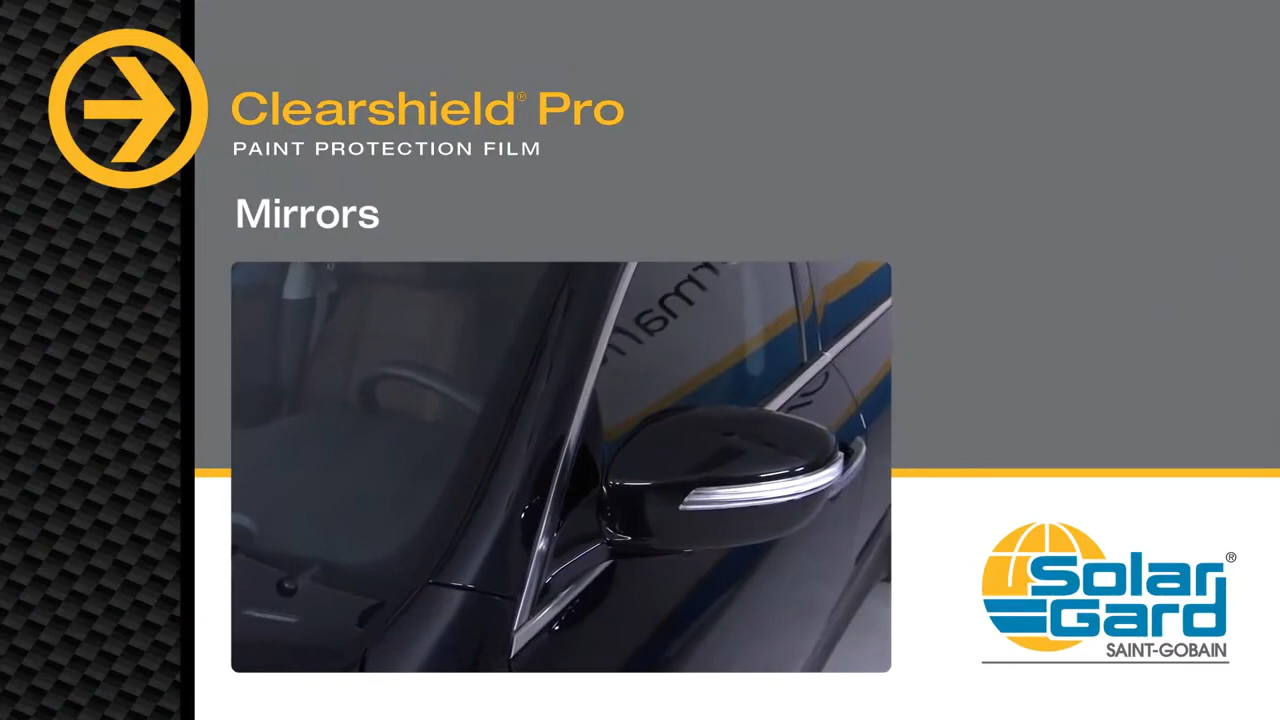 Clearshield® Pro
PAINT PROTECTION FILM
Mirrors
Solar®
Gard
SAINT-GOBAIN